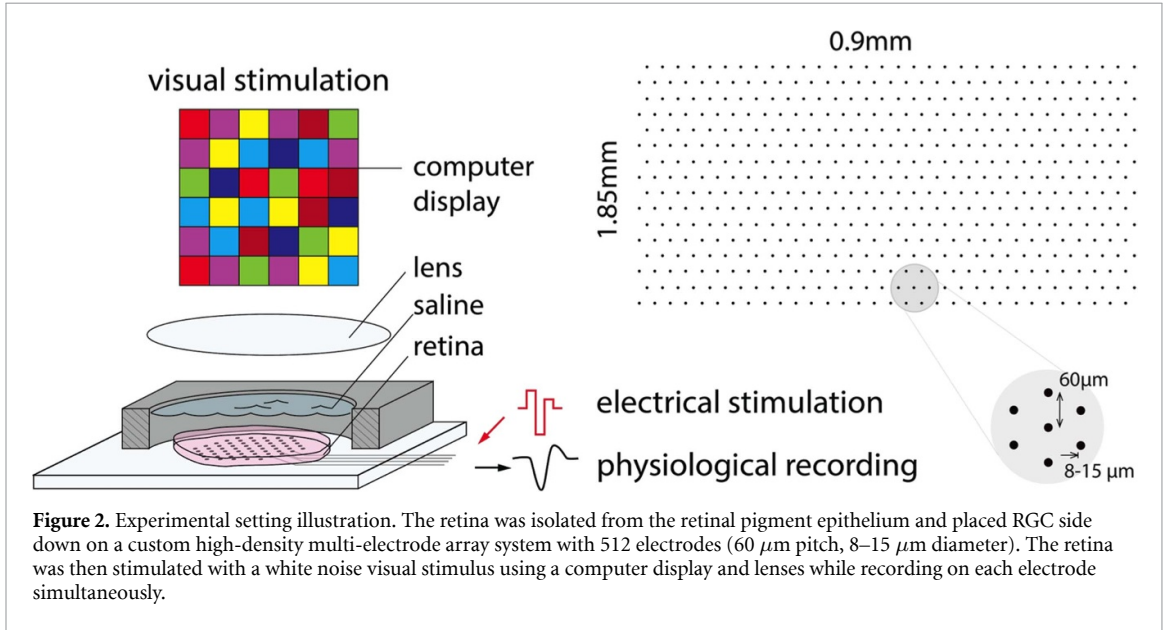 0.9mm
visual stimulation
computer
display
1.85mm
lens
saline
retina
60μm
electrical stimulation
physiological recording
8-15 μm
Figure 2. Experimental setting illustration. The retina was isolated from the retinal pigment epithelium and placed RGC side
down on a custom high-density multi-electrode array system with 512 electrodes (60 μm pitch, 8–15 μm diameter). The retina
was then stimulated with a white noise visual stimulus using a computer display and lenses while recording on each electrode
simultaneously.